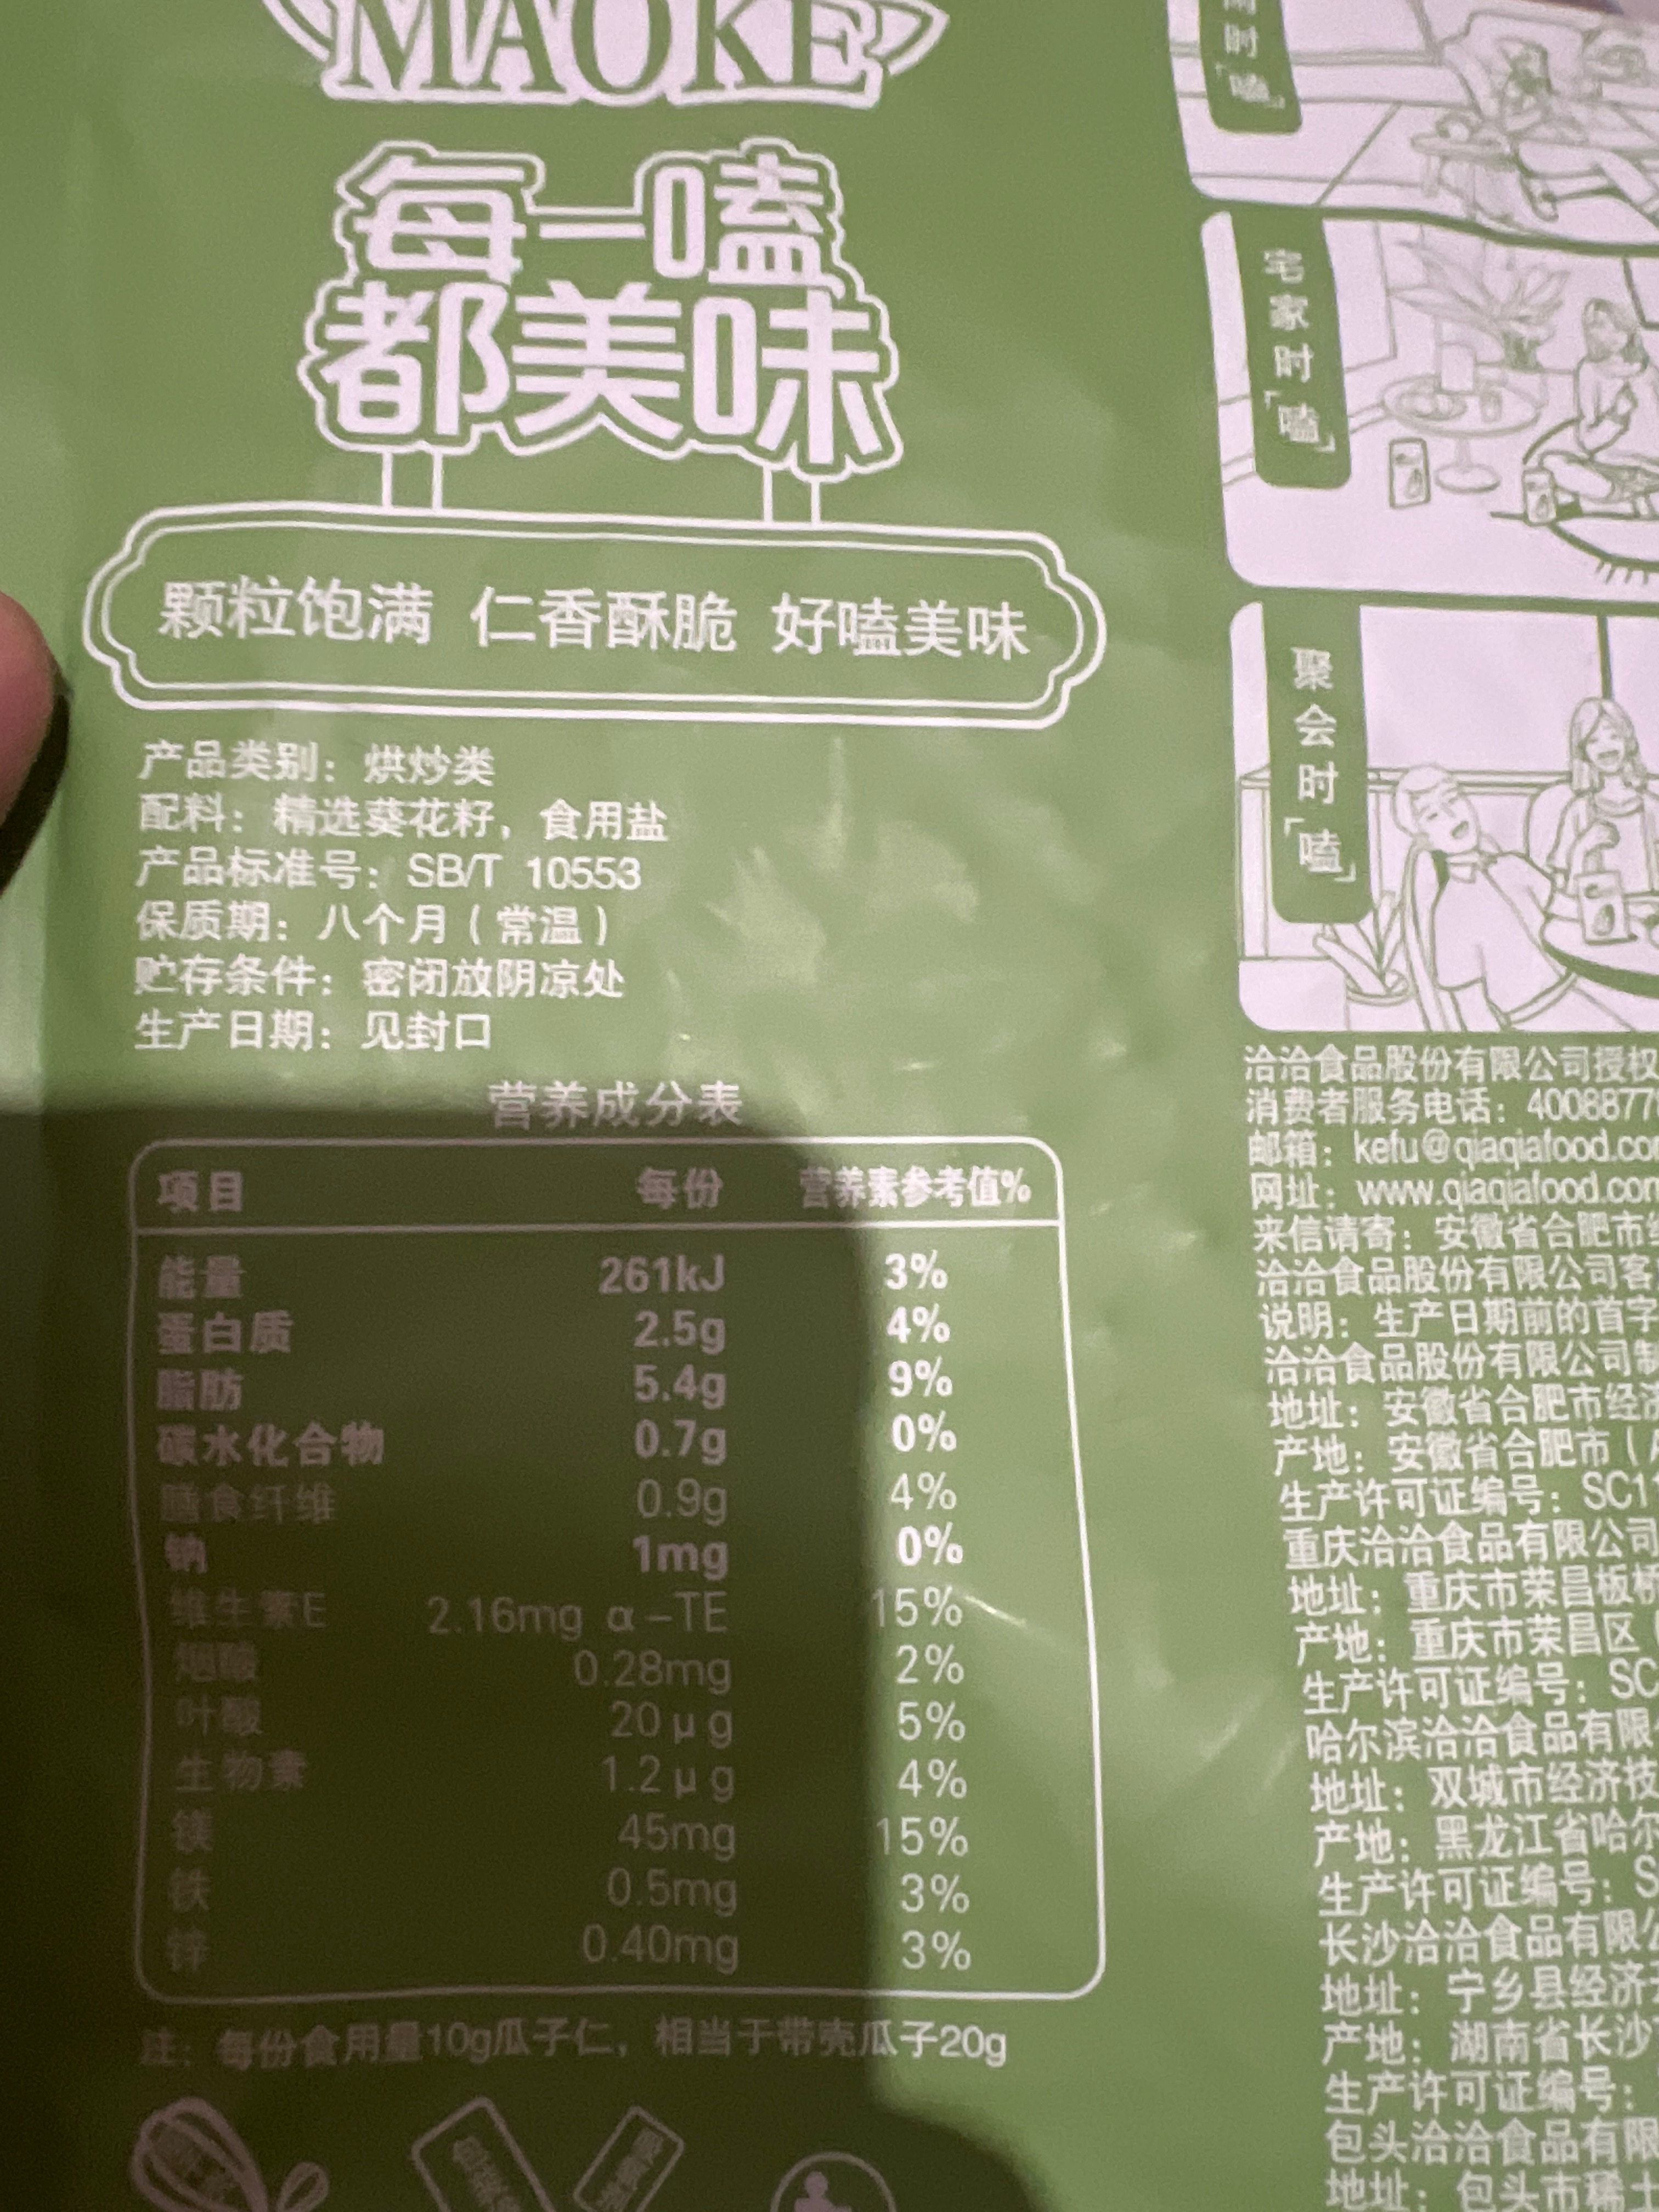 MAOKE
每一嗑
都美味
颗粒饱满 仁香酥脆 好嗑美味
产品类别：烘炒类
配料：精选葵花籽，食用盐
产品标准号：SB/T 10553
保质期：八个月（常温）
贮存条件：密闭放阴凉处
生产日期：见封口
营养成分表
项目 每份 营养素参考值%
能量 261kJ 3%
蛋白质 2.5g 4%
脂肪 5.4g 9%
碳水化合物 0.7g 0%
膳食纤维 0.9g 4%
钠 1mg 0%
维生素E 2.16mg α-TE 15%
烟酸 0.28mg 2%
叶酸 20μg 5%
生物素 1.2μg 4%
镁 45mg 15%
铁 0.5mg 3%
锌 0.40mg 3%
注：每份食用量10g瓜子仁，相当于带壳瓜子20g
时「嗑」
宅家时「嗑」
聚会时「嗑」
洽洽食品股份有限公司授权
消费者服务电话：4008877
邮箱：kefu@qiaqiafood.com
网址：www.qiaqiafood.com
来信请寄：安徽省合肥市经
洽洽食品股份有限公司客
说明：生产日期前的首字
洽洽食品股份有限公司制
地址：安徽省合肥市经济
产地：安徽省合肥市（
生产许可证编号：SC11
重庆洽洽食品有限公司
地址：重庆市荣昌板桥
产地：重庆市荣昌区
生产许可证编号：SC
哈尔滨洽洽食品有限
地址：双城市经济技
产地：黑龙江省哈尔
生产许可证编号：S
长沙洽洽食品有限公
地址：宁乡县经济
产地：湖南省长沙
生产许可证编号：
包头洽洽食品有限
地址：包头市稀土